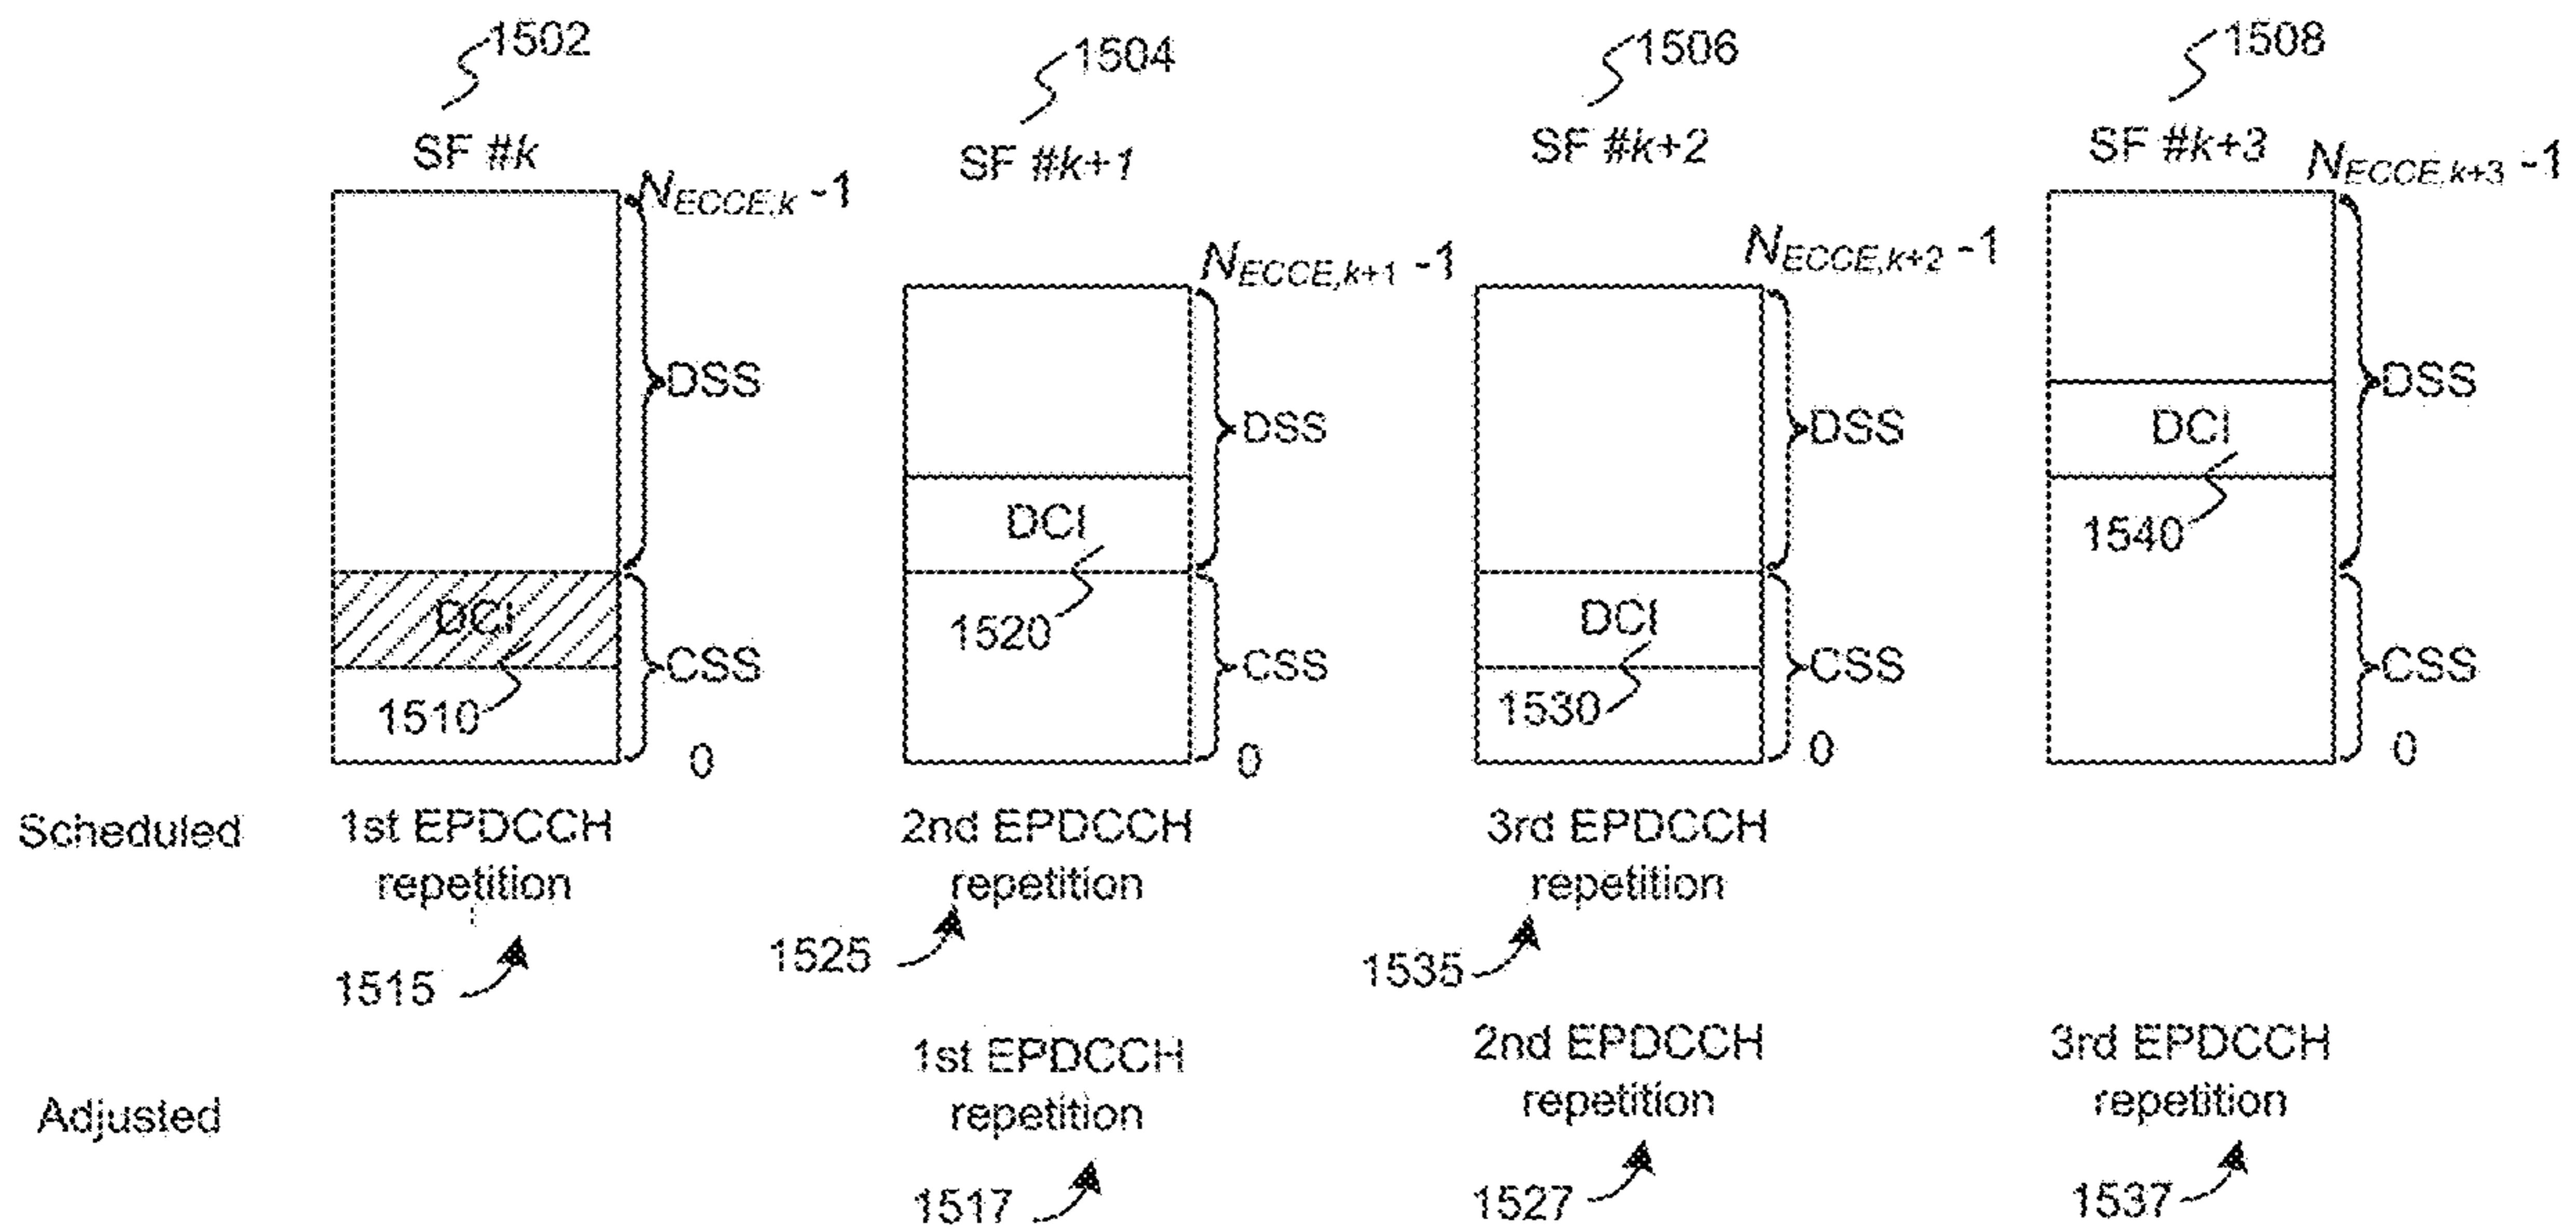 1502
1504
1506
1508
SF #k
SF #k+1
SF #k+2
SF #k+3
N_ECCE,k -1
N_ECCE,k+1 -1
N_ECCE,k+2 -1
N_ECCE,k+3 -1
DSS
DSS
DSS
DSS
DCI
DCI
DCI
DCI
1510
1520
1530
1540
CSS
CSS
CSS
CSS
0
0
0
0
Scheduled
1st EPDCCH
repetition
2nd EPDCCH
repetition
3rd EPDCCH
repetition
1515
1525
1535
Adjusted
1st EPDCCH
repetition
2nd EPDCCH
repetition
3rd EPDCCH
repetition
1517
1527
1537